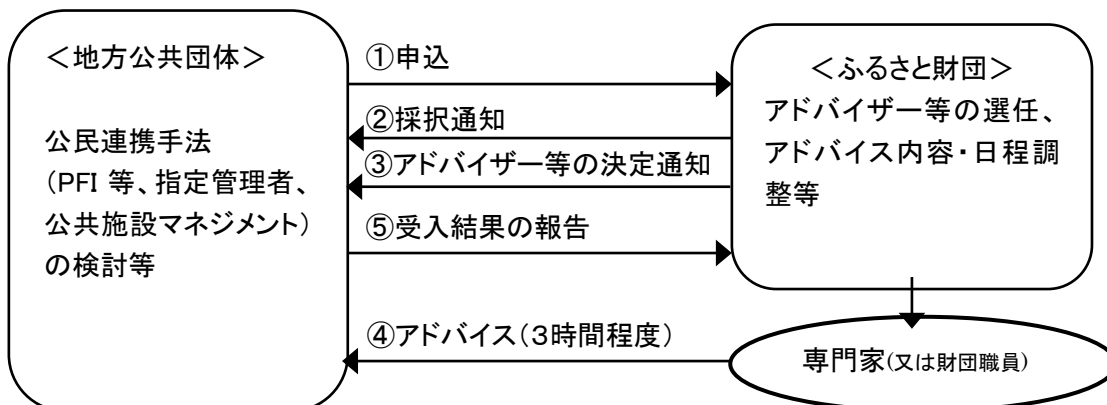 <地方公共団体>
公民連携手法
(PFI 等、指定管理者、
公共施設マネジメント)
の検討等
①申込
②採択通知
③アドバイザー等の決定通知
⑤受入結果の報告
④アドバイス(3時間程度)
<ふるさと財団>
アドバイザー等の選任、
アドバイス内容・日程調
整等
専門家(又は財団職員)